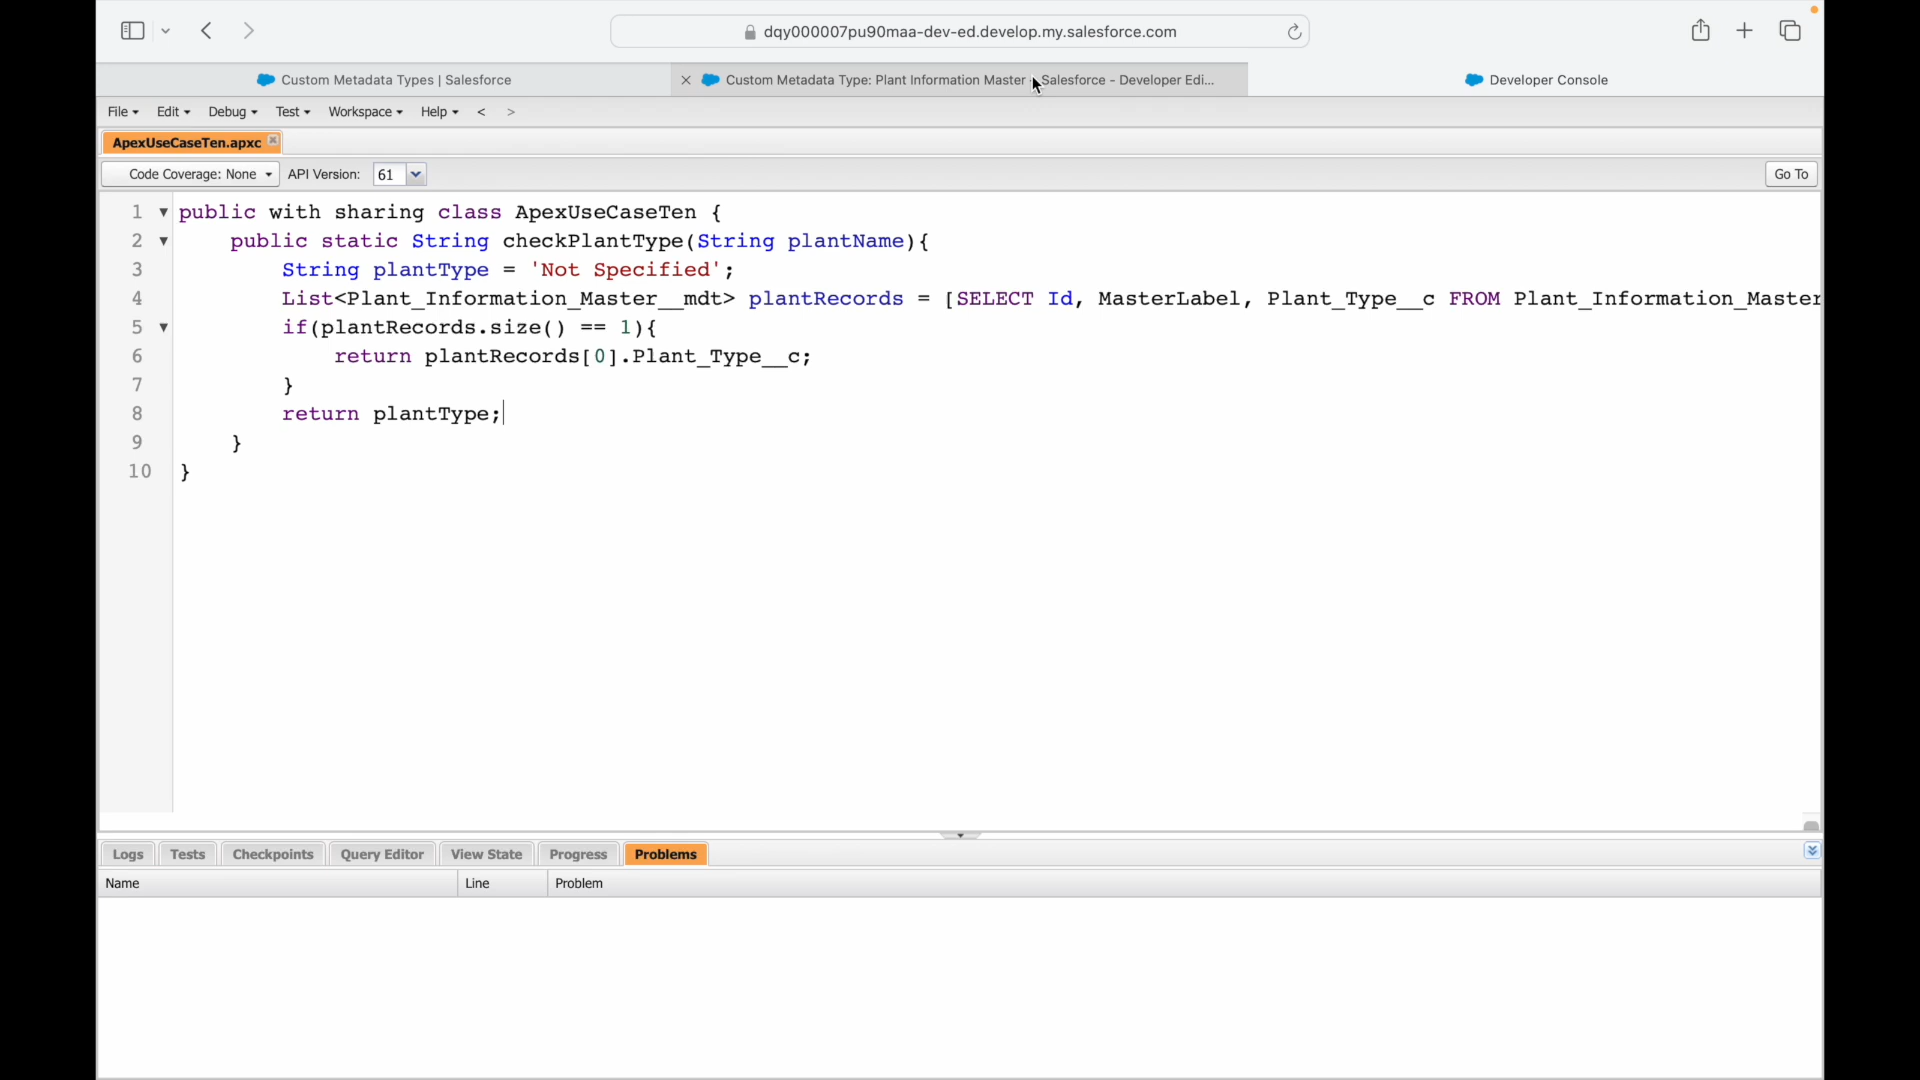 dqy000007pu90maa-dev-ed.develop.my.salesforce.com
Custom Metadata Types | Salesforce
Custom Metadata Type: Plant Information Master - Salesforce - Developer Edi...
Developer Console
File Edit Debug Test Workspace Help < >
ApexUseCaseTen.apxc
Code Coverage: None API Version: 61 Go To
1 public with sharing class ApexUseCaseTen {
2 public static String checkPlantType(String plantName){
3 String plantType = 'Not Specified';
4 List<Plant_Information_Master__mdt> plantRecords = [SELECT Id, MasterLabel, Plant_Type__c FROM Plant_Information_Master
5 if(plantRecords.size() == 1){
6 return plantRecords[0].Plant_Type__c;
7 }
8 return plantType;
9 }
10 }
Logs Tests Checkpoints Query Editor View State Progress Problems
Name Line Problem